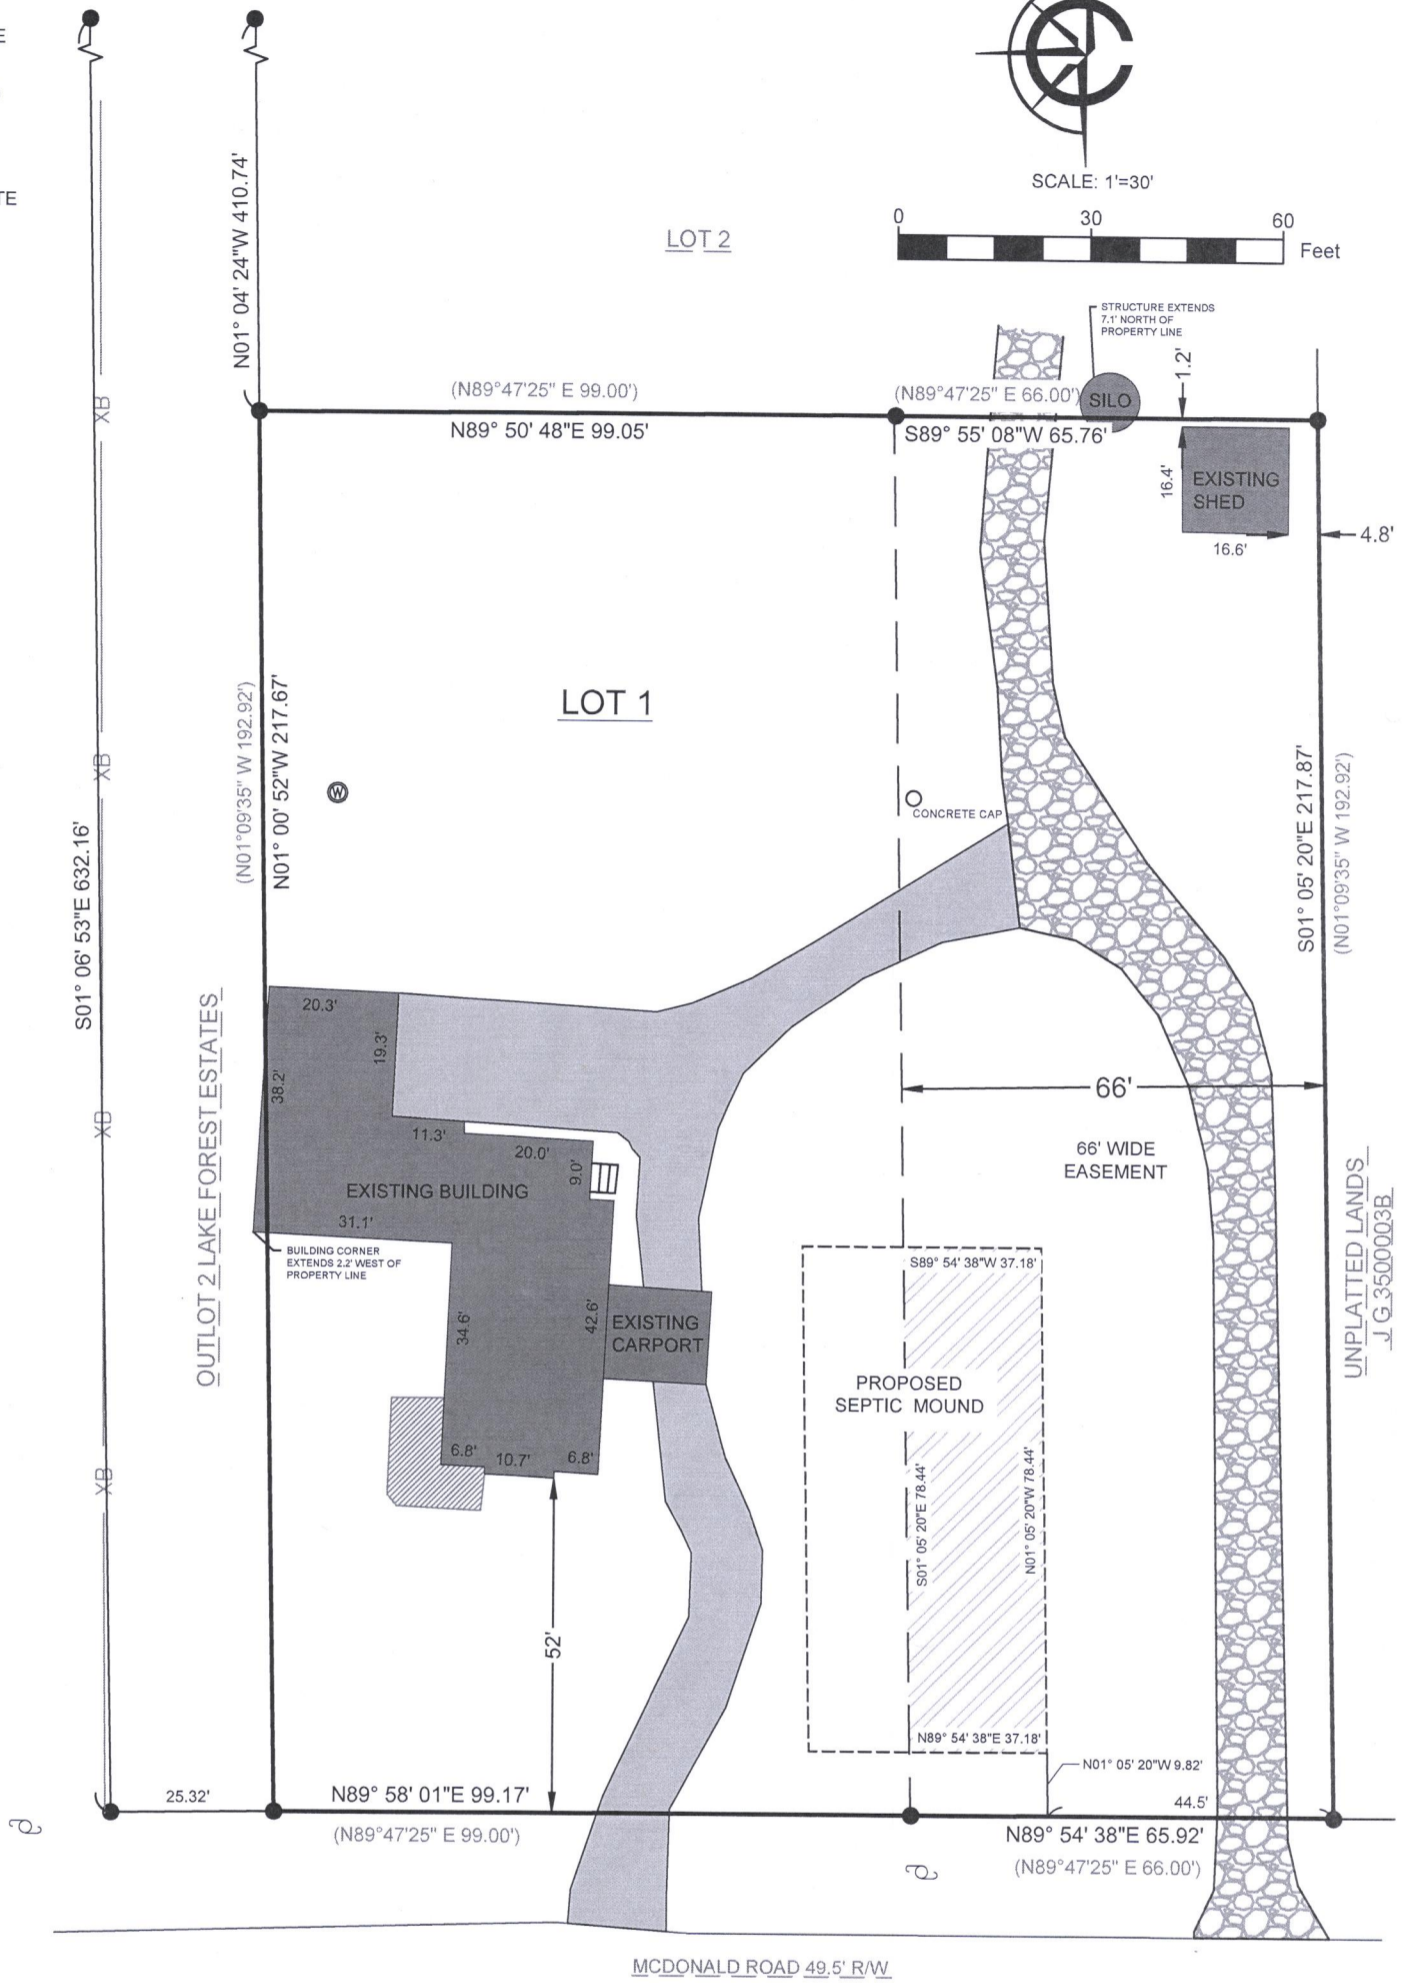 E
TE
SCALE: 1'=30'
0 30 60
Feet
LOT 2
N01° 04' 24"W 410.74'
STRUCTURE EXTENDS
7.1' NORTH OF
PROPERTY LINE
1.2'
(N89°47'25" E 99.00')
(N89°47'25" E 66.00')
SILO
N89° 50' 48"E 99.05'
S89° 55' 08"W 65.76'
XB
16.4'
EXISTING
SHED
16.6'
4.8'
LOT 1
(N01°09'35" W 192.92')
N01° 00' 52"W 217.67'
XB
W
CONCRETE CAP
S01° 05' 20"E 217.87'
(N01°09'35" W 192.92')
S01° 06' 53"E 632.16'
20.3'
19.3'
38.2'
66'
XB
11.3'
20.0'
9.0'
66' WIDE
EASEMENT
EXISTING BUILDING
31.1'
OUTLOT 2 LAKE FOREST ESTATES
BUILDING CORNER
EXTENDS 2.2' WEST OF
PROPERTY LINE
UNPLATTED LANDS
J G 3500003B
S89° 54' 38"W 37.18'
34.6'
42.6'
EXISTING
CARPORT
PROPOSED
SEPTIC MOUND
6.8'
10.7'
6.8'
XB
S01° 05' 20"E 78.44'
N01° 05' 20"W 78.44'
52'
N89° 54' 38"E 37.18'
N01° 05' 20"W 9.82'
25.32'
N89° 58' 01"E 99.17'
44.5'
(N89°47'25" E 99.00')
N89° 54' 38"E 65.92'
(N89°47'25" E 66.00')
MCDONALD ROAD 49.5' R/W